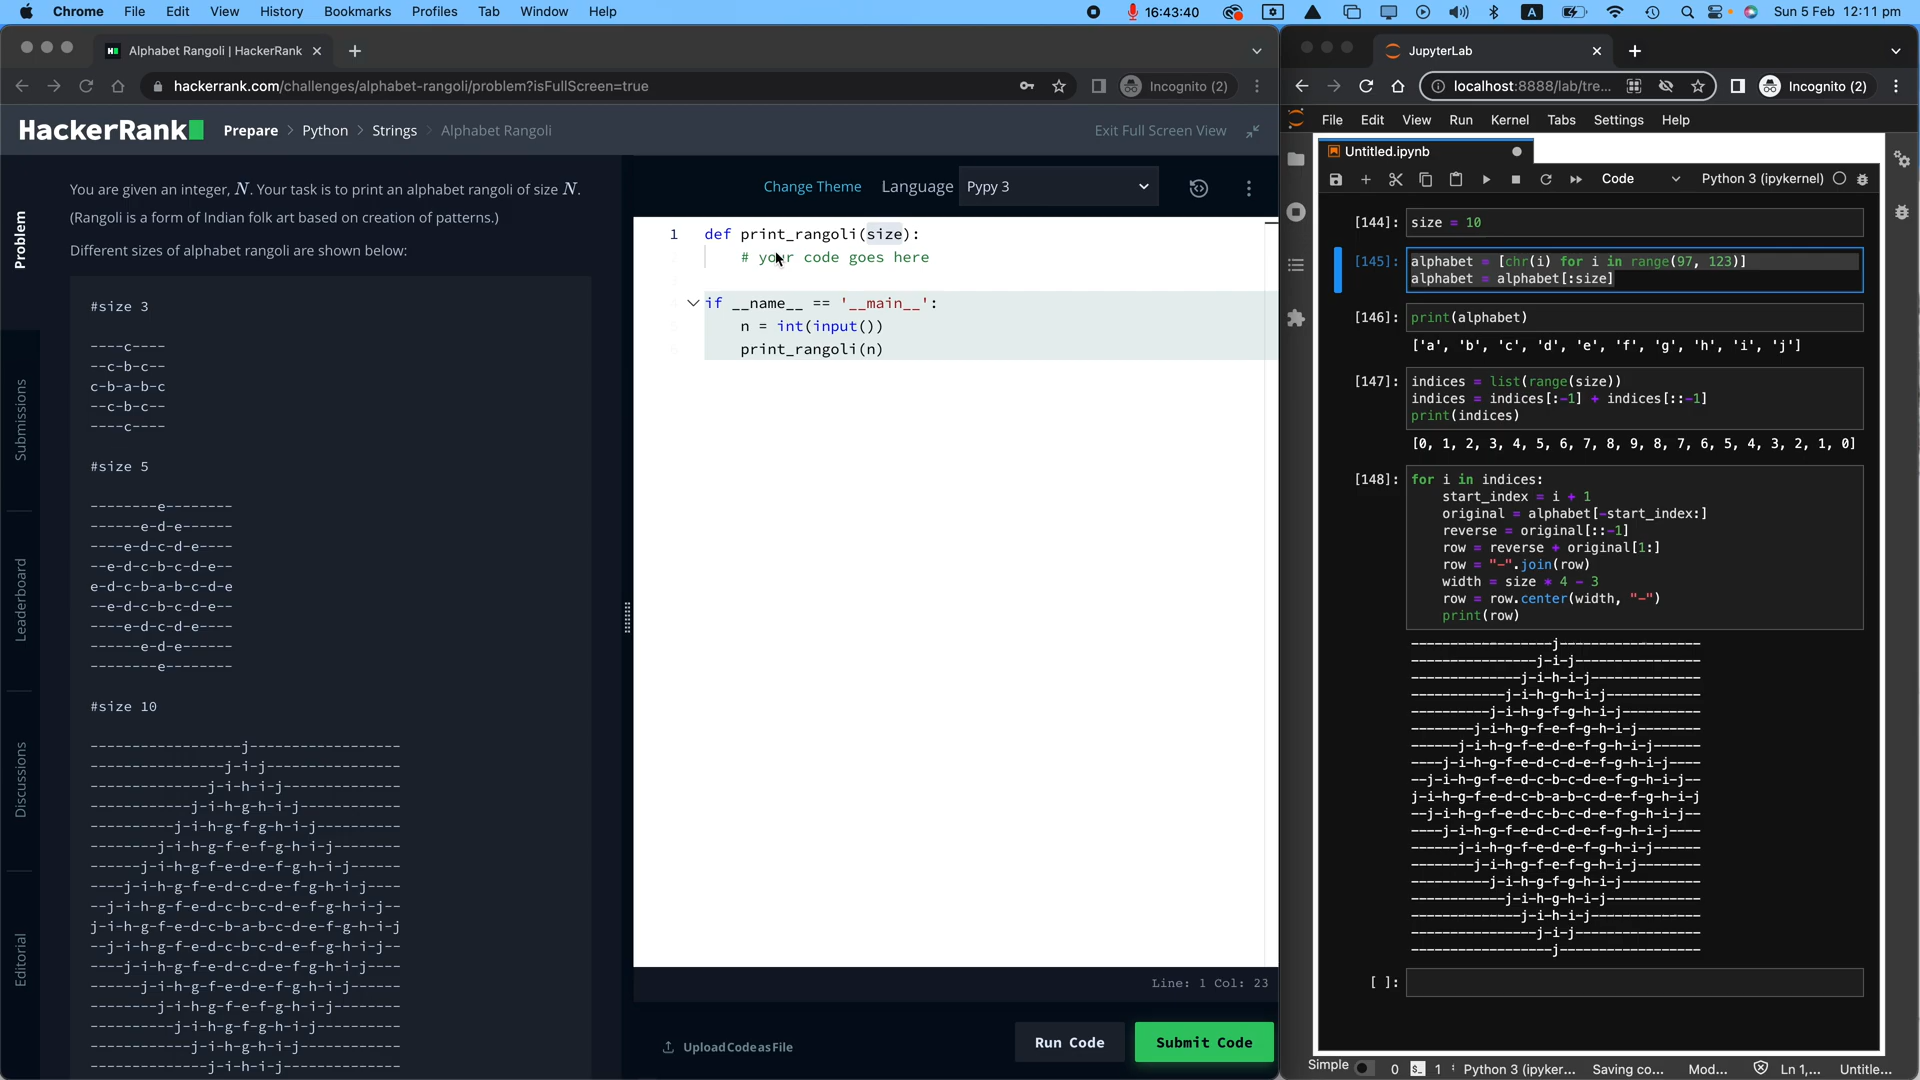 Chrome File Edit View History Bookmarks Profiles Tab Window Help 16:43:40 A Sun 5 Feb 12:11 pm
Alphabet Rangoli | HackerRank
hackerrank.com/challenges/alphabet-rangoli/problem?isFullScreen=true Incognito (2)
HackerRank Prepare > Python > Strings > Alphabet Rangoli Exit Full Screen View
Problem
Submissions
Leaderboard
Discussions
Editorial
You are given an integer, N. Your task is to print an alphabet rangoli of size N.
(Rangoli is a form of Indian folk art based on creation of patterns.)
Different sizes of alphabet rangoli are shown below:
#size 3
----c----
--c-b-c--
c-b-a-b-c
--c-b-c--
----c----
#size 5
--------e--------
------e-d-e------
----e-d-c-d-e----
--e-d-c-b-c-d-e--
e-d-c-b-a-b-c-d-e
--e-d-c-b-c-d-e--
----e-d-c-d-e----
------e-d-e------
--------e--------
#size 10
------------------j------------------
----------------j-i-j----------------
--------------j-i-h-i-j--------------
------------j-i-h-g-h-i-j------------
----------j-i-h-g-f-g-h-i-j----------
--------j-i-h-g-f-e-f-g-h-i-j--------
------j-i-h-g-f-e-d-e-f-g-h-i-j------
----j-i-h-g-f-e-d-c-d-e-f-g-h-i-j----
--j-i-h-g-f-e-d-c-b-c-d-e-f-g-h-i-j--
j-i-h-g-f-e-d-c-b-a-b-c-d-e-f-g-h-i-j
--j-i-h-g-f-e-d-c-b-c-d-e-f-g-h-i-j--
----j-i-h-g-f-e-d-c-d-e-f-g-h-i-j----
------j-i-h-g-f-e-d-e-f-g-h-i-j------
--------j-i-h-g-f-e-f-g-h-i-j--------
----------j-i-h-g-f-g-h-i-j----------
------------j-i-h-g-h-i-j------------
--------------j-i-h-i-j--------------
Change Theme Language Pypy 3
1 def print_rangoli(size):
# your code goes here
if __name__ == '__main__':
n = int(input())
print_rangoli(n)
Line: 1 Col: 23
Upload Code as File Run Code Submit Code
JupyterLab
localhost:8888/lab/tre... Incognito (2)
File Edit View Run Kernel Tabs Settings Help
Untitled.ipynb
Code Python 3 (ipykernel)
[144]: size = 10
[145]: alphabet = [chr(i) for i in range(97, 123)]
alphabet = alphabet[:size]
[146]: print(alphabet)
['a', 'b', 'c', 'd', 'e', 'f', 'g', 'h', 'i', 'j']
[147]: indices = list(range(size))
indices = indices[:-1] + indices[::-1]
print(indices)
[0, 1, 2, 3, 4, 5, 6, 7, 8, 9, 8, 7, 6, 5, 4, 3, 2, 1, 0]
[148]: for i in indices:
start_index = i + 1
original = alphabet[-start_index:]
reverse = original[::-1]
row = reverse + original[1:]
row = "-".join(row)
width = size * 4 - 3
row = row.center(width, "-")
print(row)
------------------j------------------
----------------j-i-j----------------
--------------j-i-h-i-j--------------
------------j-i-h-g-h-i-j------------
----------j-i-h-g-f-g-h-i-j----------
--------j-i-h-g-f-e-f-g-h-i-j--------
------j-i-h-g-f-e-d-e-f-g-h-i-j------
----j-i-h-g-f-e-d-c-d-e-f-g-h-i-j----
--j-i-h-g-f-e-d-c-b-c-d-e-f-g-h-i-j--
j-i-h-g-f-e-d-c-b-a-b-c-d-e-f-g-h-i-j
--j-i-h-g-f-e-d-c-b-c-d-e-f-g-h-i-j--
----j-i-h-g-f-e-d-c-d-e-f-g-h-i-j----
------j-i-h-g-f-e-d-e-f-g-h-i-j------
--------j-i-h-g-f-e-f-g-h-i-j--------
----------j-i-h-g-f-g-h-i-j----------
------------j-i-h-g-h-i-j------------
--------------j-i-h-i-j--------------
----------------j-i-j----------------
------------------j------------------
[ ]:
Simple 0 1 Python 3 (ipyker... Saving co... Mod... Ln 1,... Untitle...